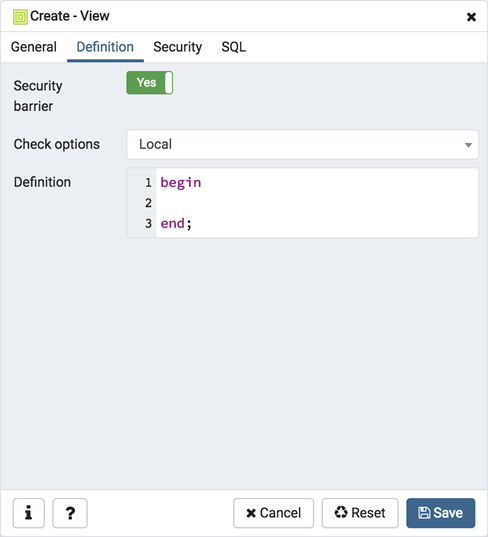 Create - View
General Definition Security SQL
Security
barrier
Yes
Check options
Local
Definition
1 begin
2
3 end;
i ? Cancel Reset Save